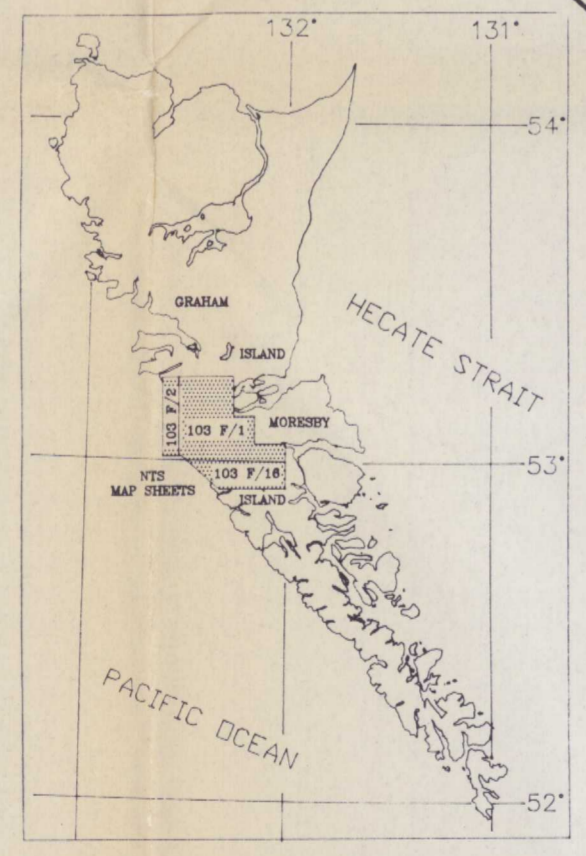 132° 131°
54°
GRAHAM
HECATE STRAIT
ISLAND
103 F/2
MORESBY
103 F/1
53°
103 F/16
NTS
MAP SHEETS
ISLAND
PACIFIC OCEAN
52°